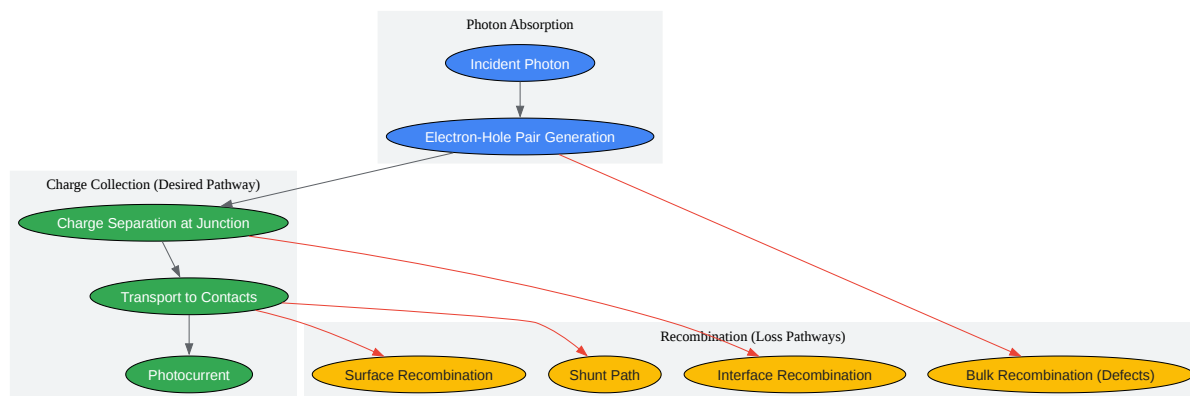 Photon Absorption
Incident Photon
Electron-Hole Pair Generation
Charge Collection (Desired Pathway)
Charge Separation at Junction
Transport to Contacts
Photocurrent
Recombination (Loss Pathways)
Surface Recombination
Shunt Path
Interface Recombination
Bulk Recombination (Defects)